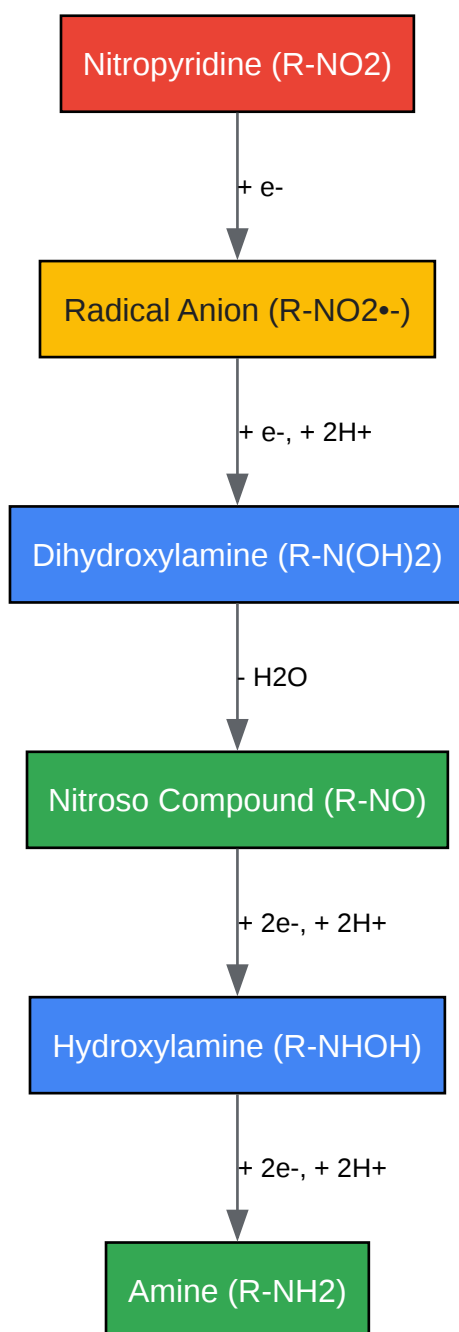 Nitropyridine (R-NO2)
+ e-
Radical Anion (R-NO2•-)
+ e-, + 2H+
Dihydroxylamine (R-N(OH)2)
- H2O
Nitroso Compound (R-NO)
+ 2e-, + 2H+
Hydroxylamine (R-NHOH)
+ 2e-, + 2H+
Amine (R-NH2)